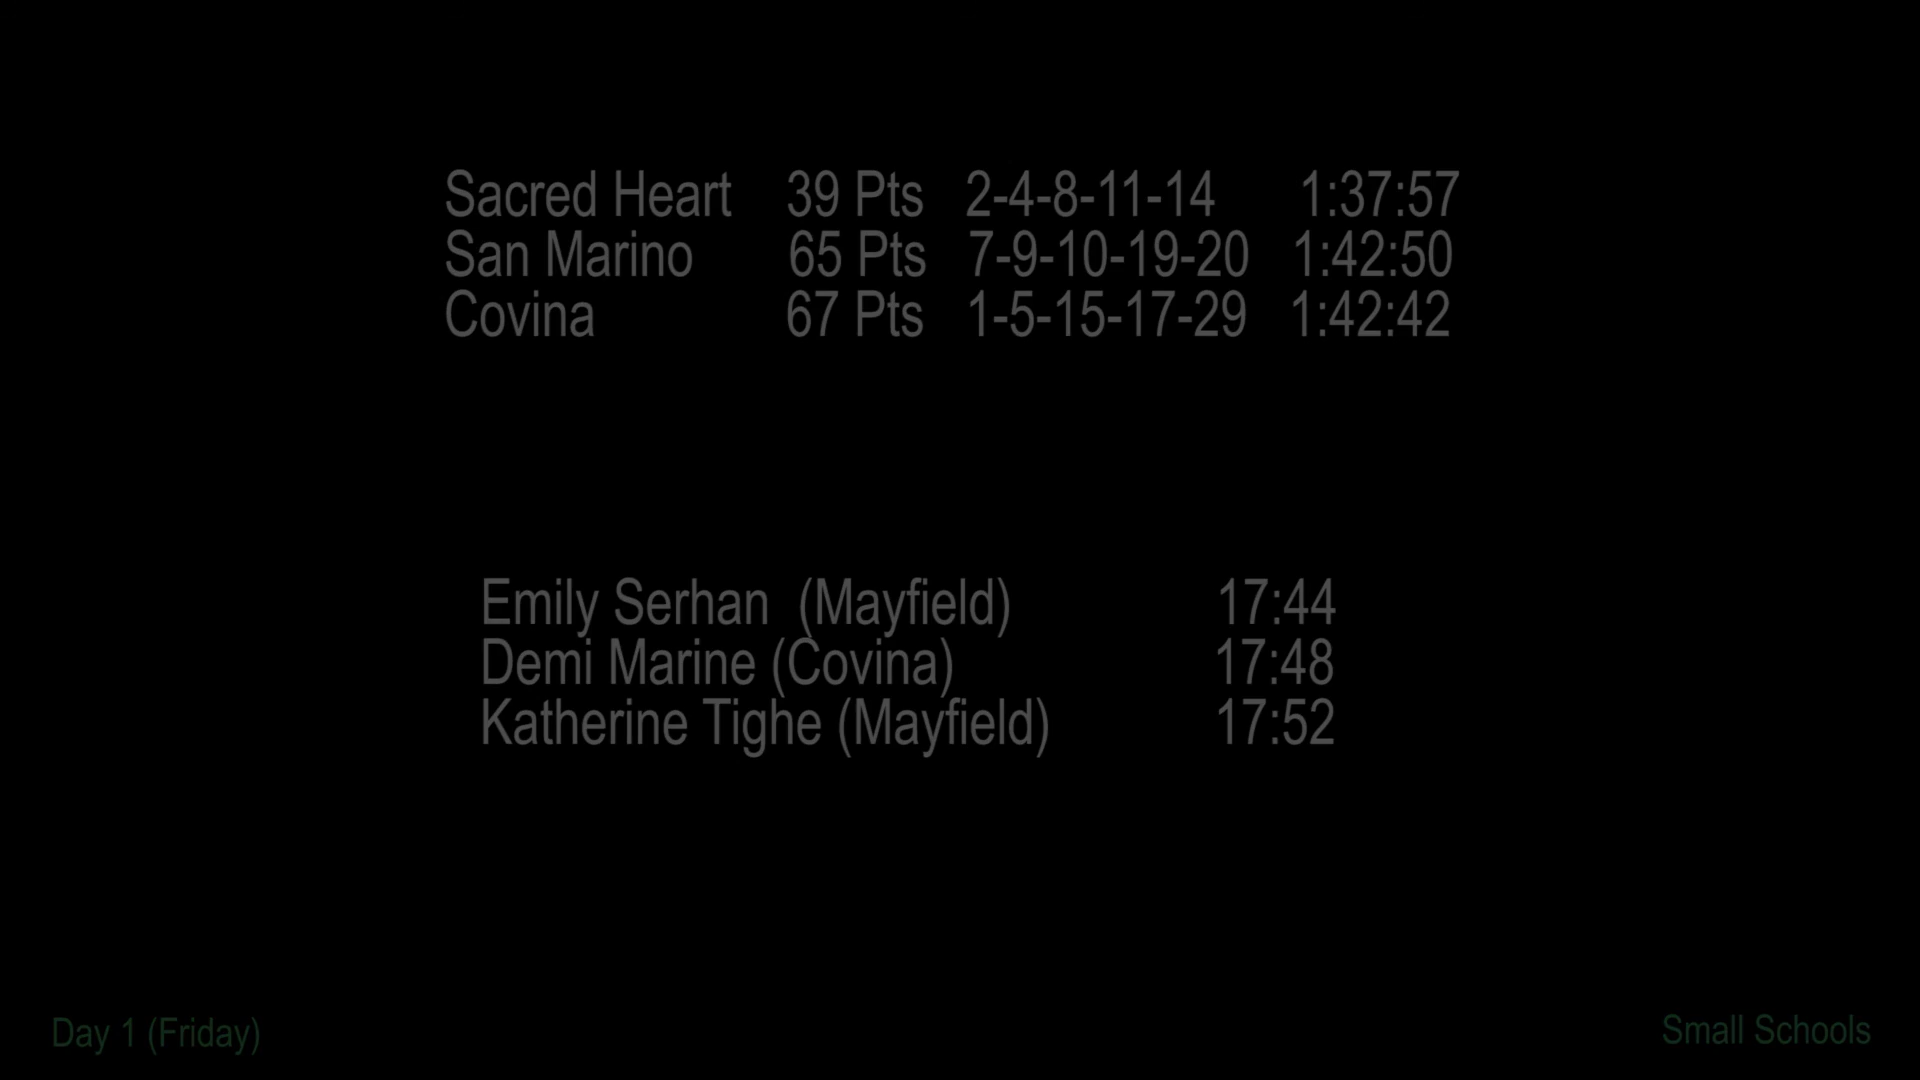 Sacred Heart 39 Pts 2-4-8-11-14 1:37:57
San Marino 65 Pts 7-9-10-19-20 1:42:50
Covina 67 Pts 1-5-15-17-29 1:42:42
Emily Serhan (Mayfield) 17:44
Demi Marine (Covina) 17:48
Katherine Tighe (Mayfield) 17:52
Day 1 (Friday)
Small Schools